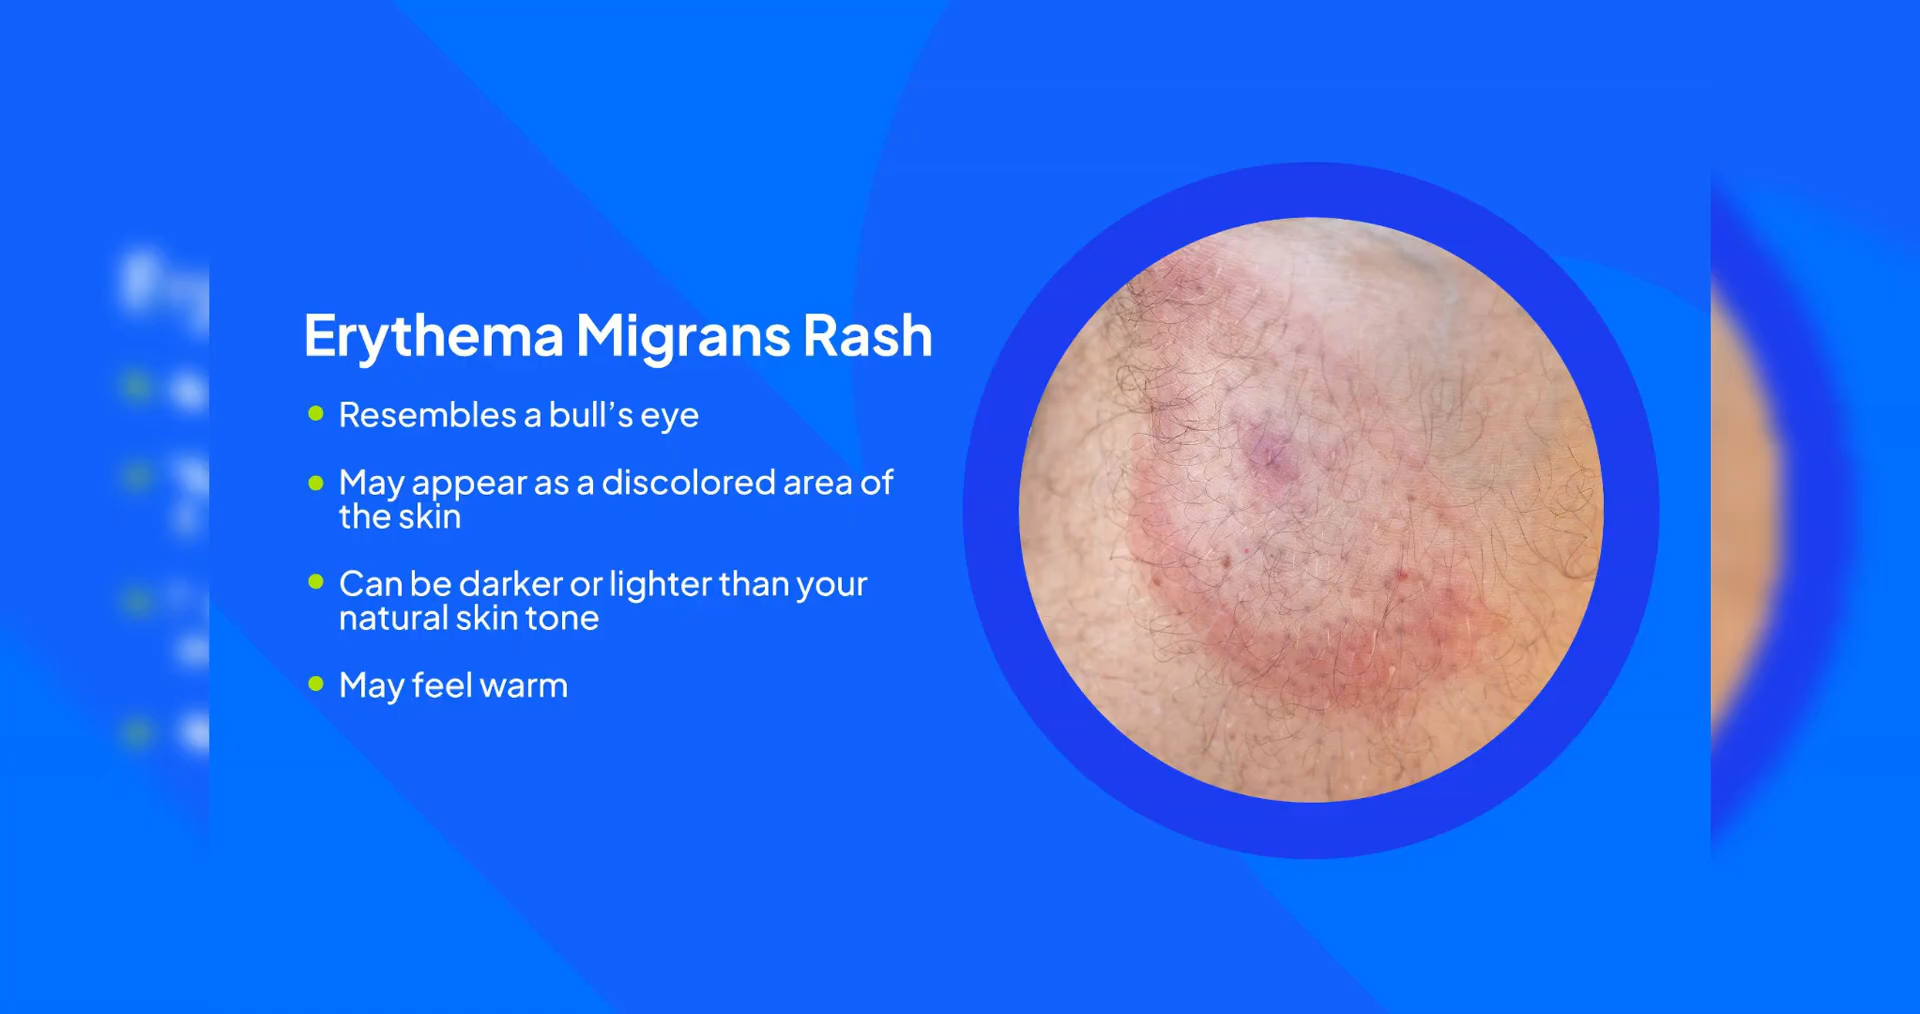 Erythema Migrans Rash
Resembles a bull’s eye
May appear as a discolored area of
the skin
Can be darker or lighter than your
natural skin tone
May feel warm